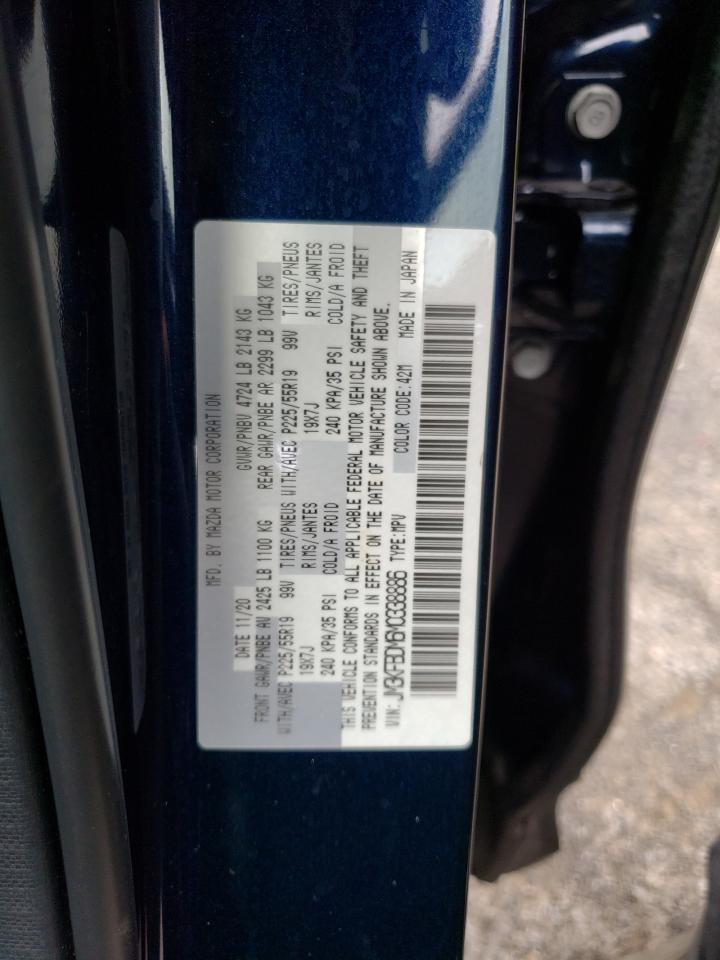 MFD. BY MAZDA MOTOR CORPORATION
DATE 11/20 GVWR/PNBV 4724 LB 2143 KG
FRONT GAWR/PNBE AV 2425 LB 1100 KG REAR GAWR/PNBE AR 2299 LB 1043 KG
WITH/AVEC P225/55R19 99V TIRES/PNEUS WITH/AVEC P225/55R19 99V TIRES/PNEUS
19X7J RIMS/JANTES 19X7J RIMS/JANTES
240 KPA/35 PSI COLD/A FROID 240 KPA/35 PSI COLD/A FROID
THIS VEHICLE CONFORMS TO ALL APPLICABLE FEDERAL MOTOR VEHICLE SAFETY AND THEFT
PREVENTION STANDARDS IN EFFECT ON THE DATE OF MANUFACTURE SHOWN ABOVE.
VIN: JM3KFBDM6M0338886 TYPE:MPV COLOR CODE:42M MADE IN JAPAN